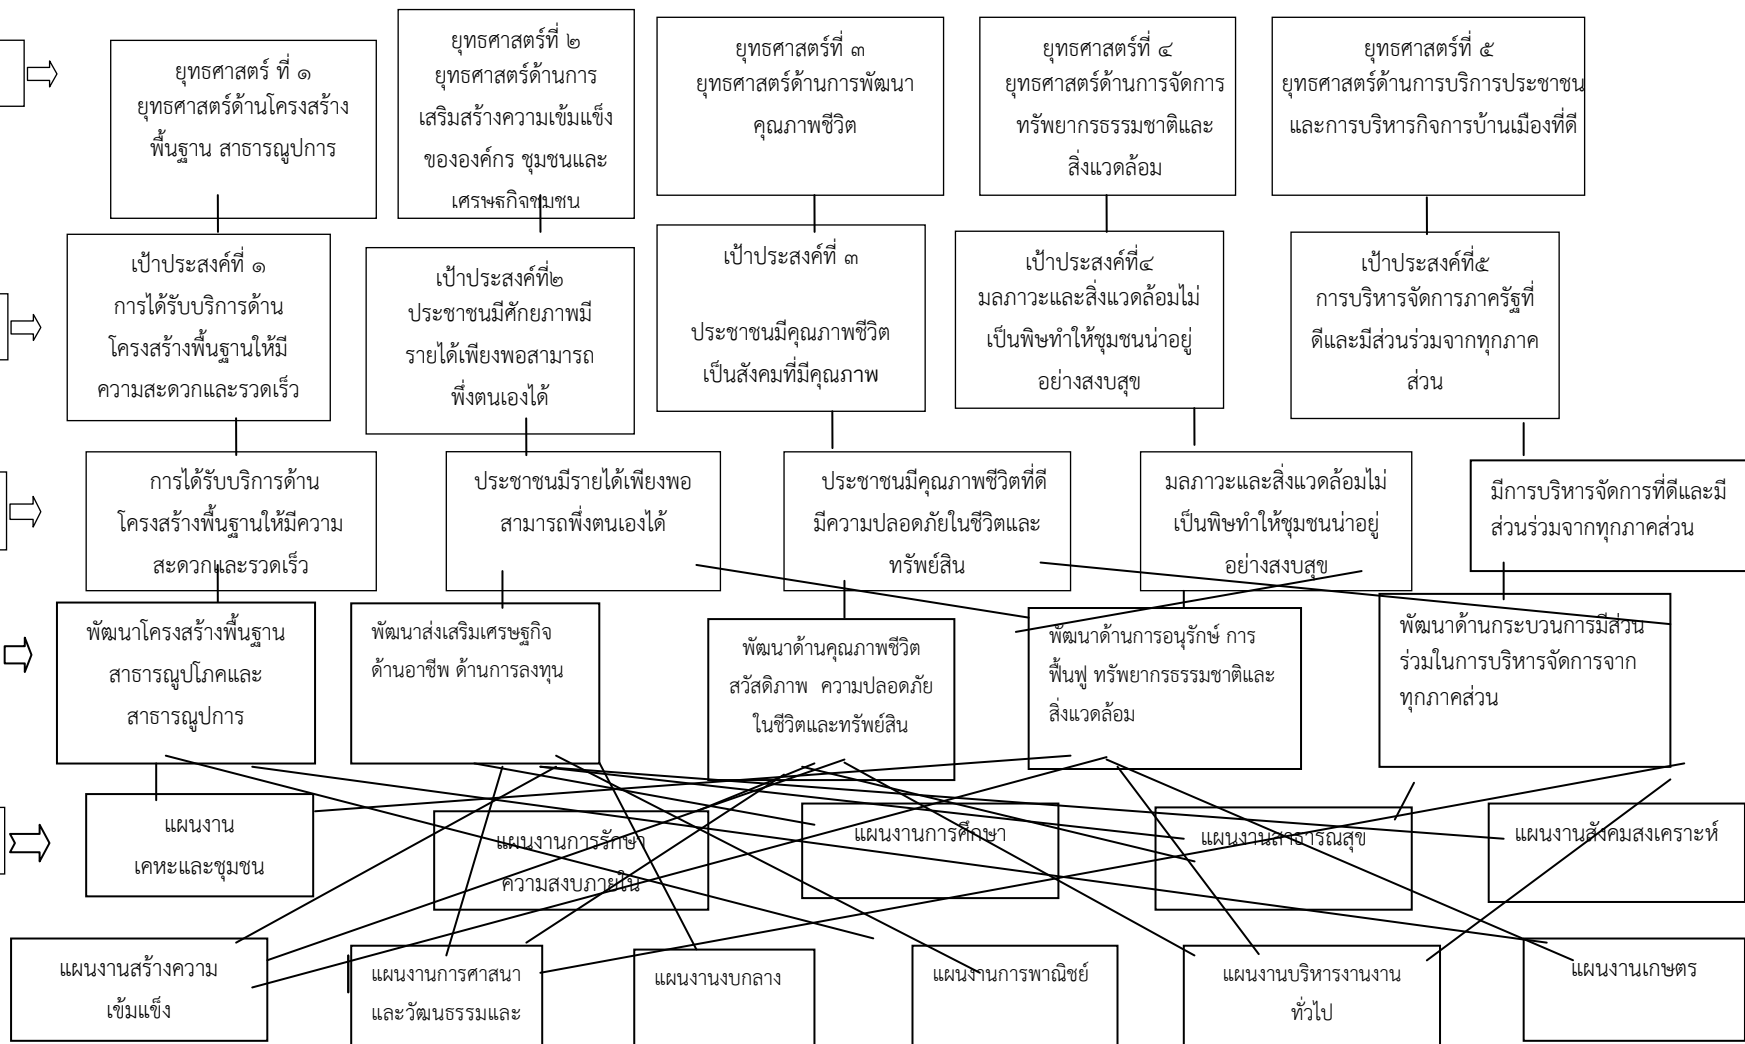 ยุทธศาสตร์ ที่ ๑
ยุทธศาสตร์ด้านโครงสร้าง
พื้นฐาน สาธารณูปการ
ยุทธศาสตร์ที่ ๒
ยุทธศาสตร์ด้านการ
เสริมสร้างความเข้มแข็ง
ขององค์กร ชุมชนและ
เศรษฐกิจชุมชน
ยุทธศาสตร์ที่ ๓
ยุทธศาสตร์ด้านการพัฒนา
คุณภาพชีวิต
ยุทธศาสตร์ที่ ๔
ยุทธศาสตร์ด้านการจัดการ
ทรัพยากรธรรมชาติและ
สิ่งแวดล้อม
ยุทธศาสตร์ที่ ๕
ยุทธศาสตร์ด้านการบริการประชาชน
และการบริหารกิจการบ้านเมืองที่ดี
เป้าประสงค์ที่ ๑
การได้รับบริการด้าน
โครงสร้างพื้นฐานให้มี
ความสะดวกและรวดเร็ว
เป้าประสงค์ที่๒
ประชาชนมีศักยภาพมี
รายได้เพียงพอสามารถ
พึ่งตนเองได้
เป้าประสงค์ที่ ๓
ประชาชนมีคุณภาพชีวิต
เป็นสังคมที่มีคุณภาพ
เป้าประสงค์ที่๔
มลภาวะและสิ่งแวดล้อมไม่
เป็นพิษทำให้ชุมชนน่าอยู่
อย่างสงบสุข
เป้าประสงค์ที่๕
การบริหารจัดการภาครัฐที่
ดีและมีส่วนร่วมจากทุกภาค
ส่วน
การได้รับบริการด้าน
โครงสร้างพื้นฐานให้มีความ
สะดวกและรวดเร็ว
ประชาชนมีรายได้เพียงพอ
สามารถพึ่งตนเองได้
ประชาชนมีคุณภาพชีวิตที่ดี
มีความปลอดภัยในชีวิตและ
ทรัพย์สิน
มลภาวะและสิ่งแวดล้อมไม่
เป็นพิษทำให้ชุมชนน่าอยู่
อย่างสงบสุข
มีการบริหารจัดการที่ดีและมี
ส่วนร่วมจากทุกภาคส่วน
พัฒนาโครงสร้างพื้นฐาน
สาธารณูปโภคและ
สาธารณูปการ
พัฒนาส่งเสริมเศรษฐกิจ
ด้านอาชีพ ด้านการลงทุน
พัฒนาด้านคุณภาพชีวิต
สวัสดิภาพ ความปลอดภัย
ในชีวิตและทรัพย์สิน
พัฒนาด้านการอนุรักษ์ การ
ฟื้นฟู ทรัพยากรธรรมชาติและ
สิ่งแวดล้อม
พัฒนาด้านกระบวนการมีส่วน
ร่วมในการบริหารจัดการจาก
ทุกภาคส่วน
แผนงาน
เคหะและชุมชน
แผนงานการรักษา
ความสงบภายใน
แผนงานการศึกษา
แผนงานสาธารณสุข
แผนงานสังคมสงเคราะห์
แผนงานสร้างความ
เข้มแข็ง
แผนงานการศาสนา
และวัฒนธรรมและ
แผนงานงบกลาง
แผนงานการพาณิชย์
แผนงานบริหารงานงาน
ทั่วไป
แผนงานเกษตร